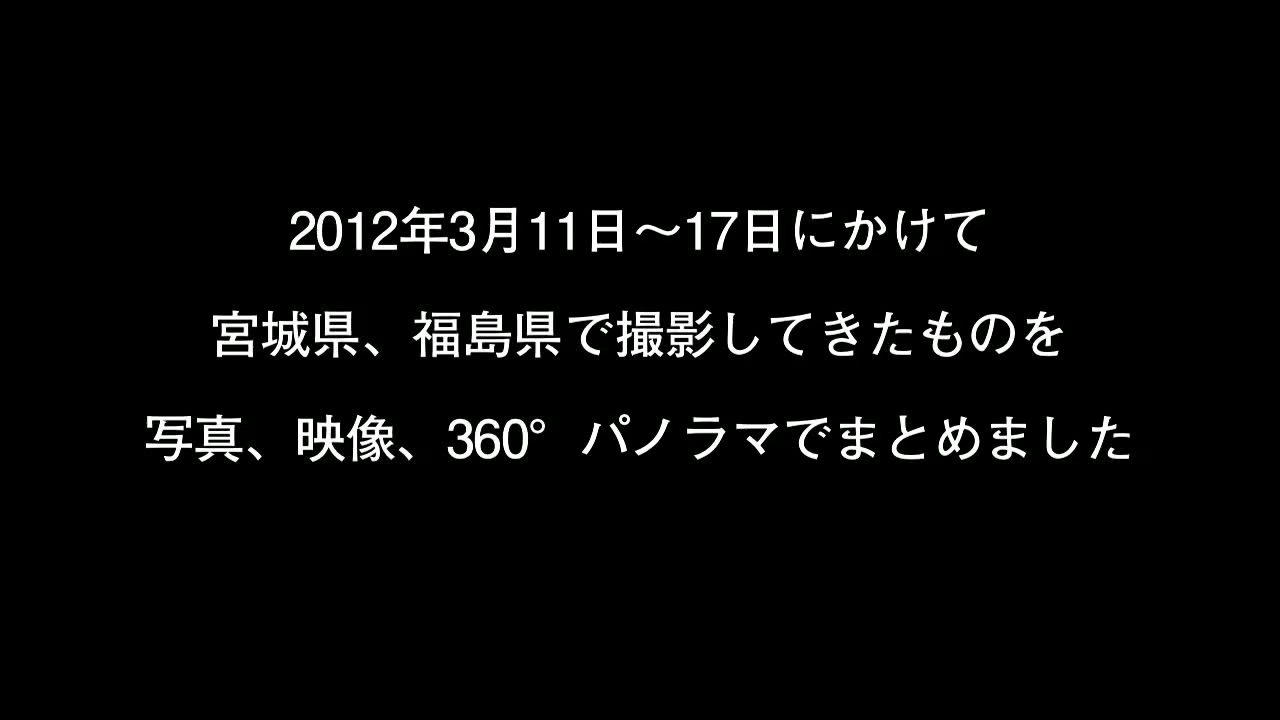 2012年3月11日～17日にかけて
宮城県、福島県で撮影してきたものを
写真、映像、360°パノラマでまとめました